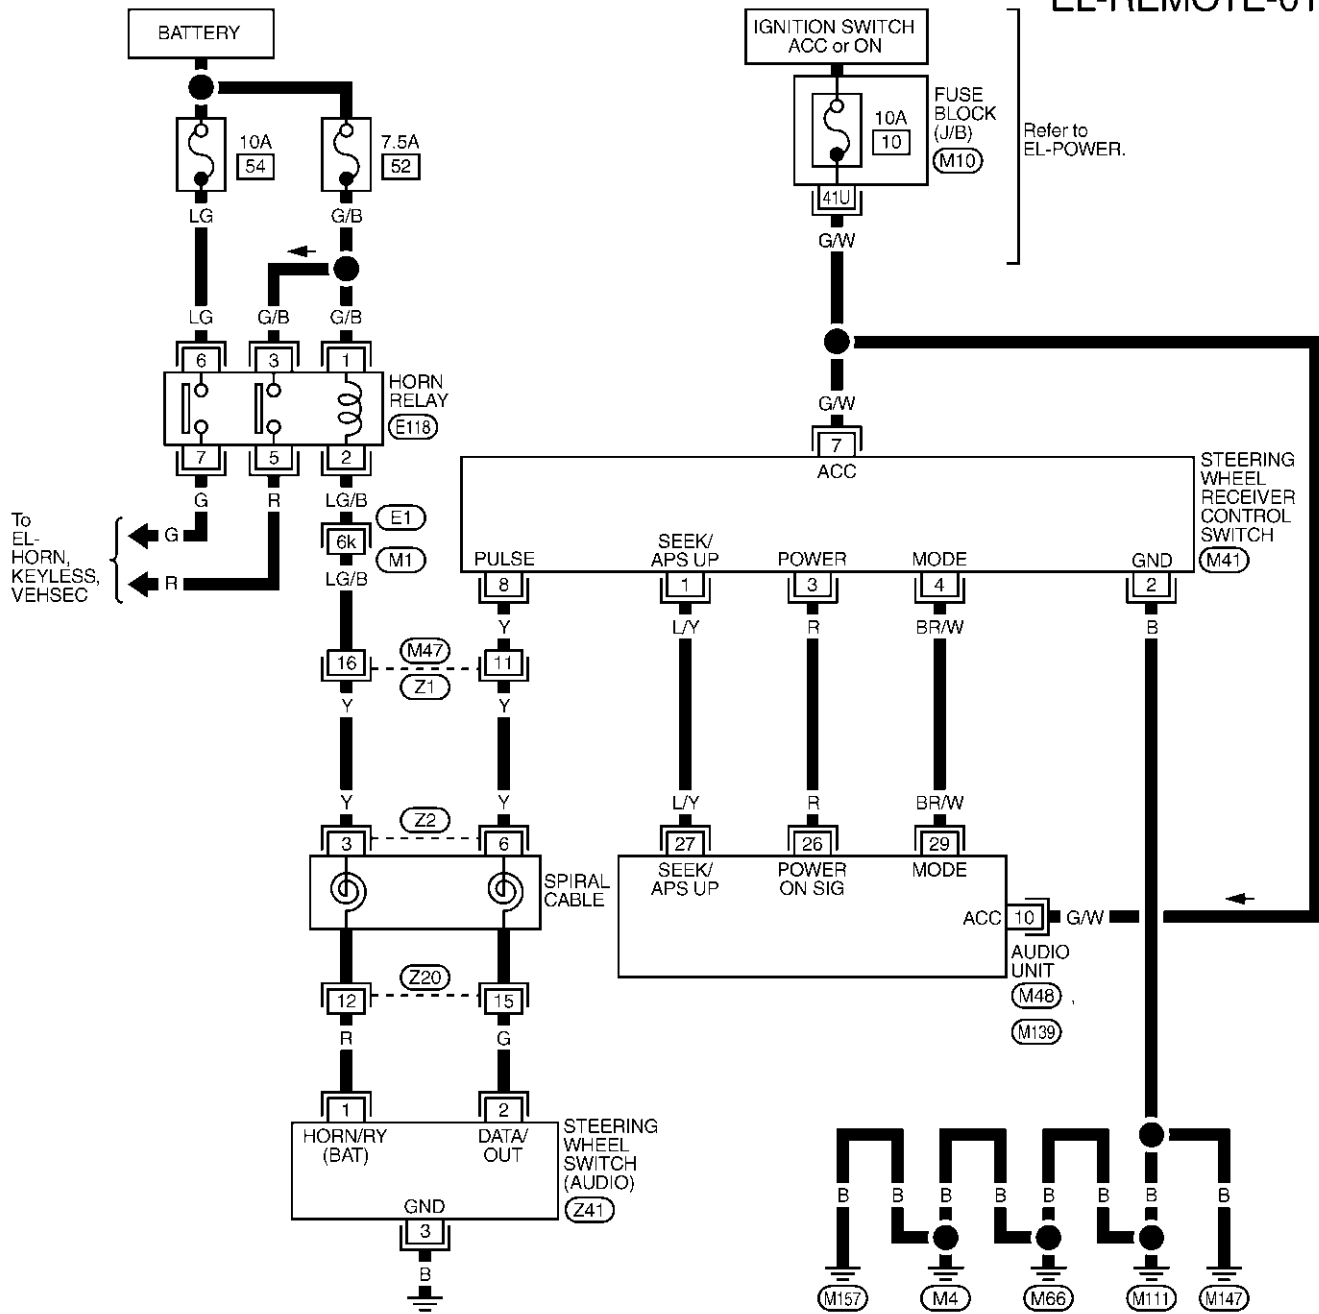 EL-REMOTE-01
BATTERY
IGNITION SWITCH
ACC or ON
10A
54
7.5A
52
10A
10
FUSE
BLOCK
(J/B)
M10
Refer to
EL-POWER.
41U
LG
G/B
G/W
LG
G/B
G/B
6
3
1
HORN
RELAY
E118
G/W
7
ACC
7
5
2
STEERING
WHEEL
RECEIVER
CONTROL
SWITCH
M41
G
R
LG/B
E1
To
EL-
HORN,
KEYLESS,
VEHSEC
G
R
6k
M1
LG/B
PULSE
SEEK/
APS UP
POWER
MODE
GND
8
1
3
4
2
Y
L/Y
R
BR/W
B
16
M47
11
Z1
Y
Y
Y
Y
L/Y
R
BR/W
3
Z2
6
27
26
29
SPIRAL
CABLE
SEEK/
APS UP
POWER
ON SIG
MODE
ACC
10
G/W
AUDIO
UNIT
M48 ,
M139
12
Z20
15
R
G
1
2
HORN/RY
(BAT)
DATA/
OUT
STEERING
WHEEL
SWITCH
(AUDIO)
Z41
GND
3
B
B
B
B
B
B
B
B
B
M157
M4
M66
M111
M147